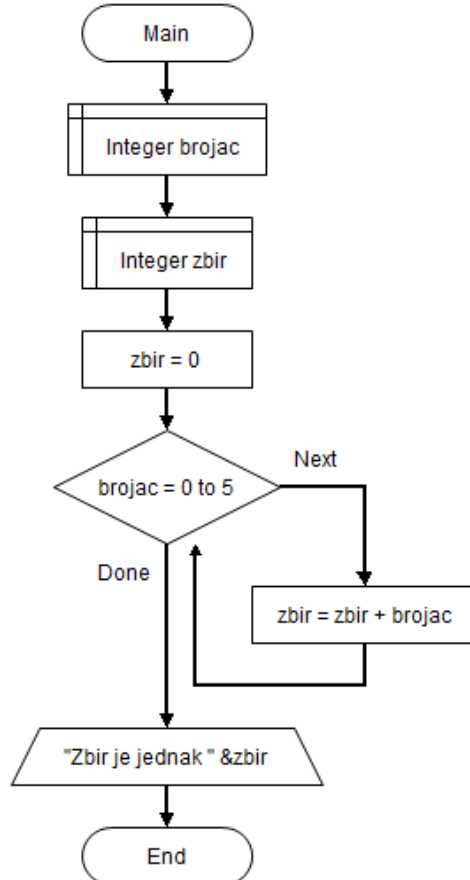 Main
Integer brojac
Integer zbir
zbir = 0
brojac = 0 to 5
Next
Done
zbir = zbir + brojac
"Zbir je jednak " &zbir
End